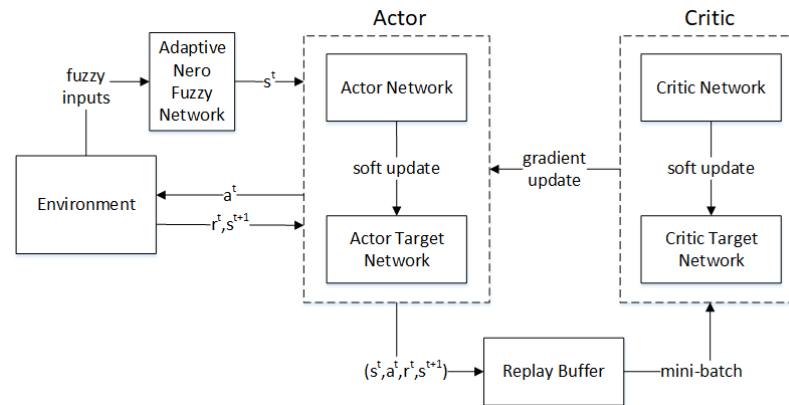 Actor
Critic
Adaptive
Nero
Fuzzy
Network
fuzzy
inputs
s^t
Actor Network
Critic Network
soft update
gradient
update
soft update
Environment
a^t
r^t,s^{t+1}
Actor Target
Network
Critic Target
Network
(s^t,a^t,r^t,s^{t+1})
Replay Buffer
mini-batch